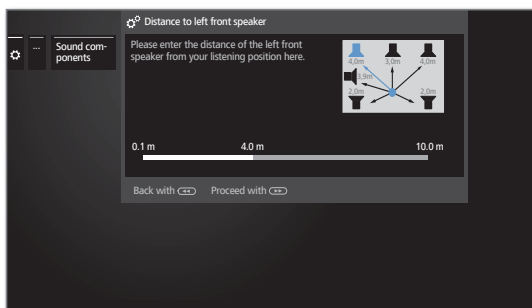 Distance to left front speaker
...
Sound com-
ponents
Please enter the distance of the left front
speaker from your listening position here.
4,0m
3,0m
4,0m
3,9m
2,0m
2,0m
0.1 m
4.0 m
10.0 m
Back with
Proceed with